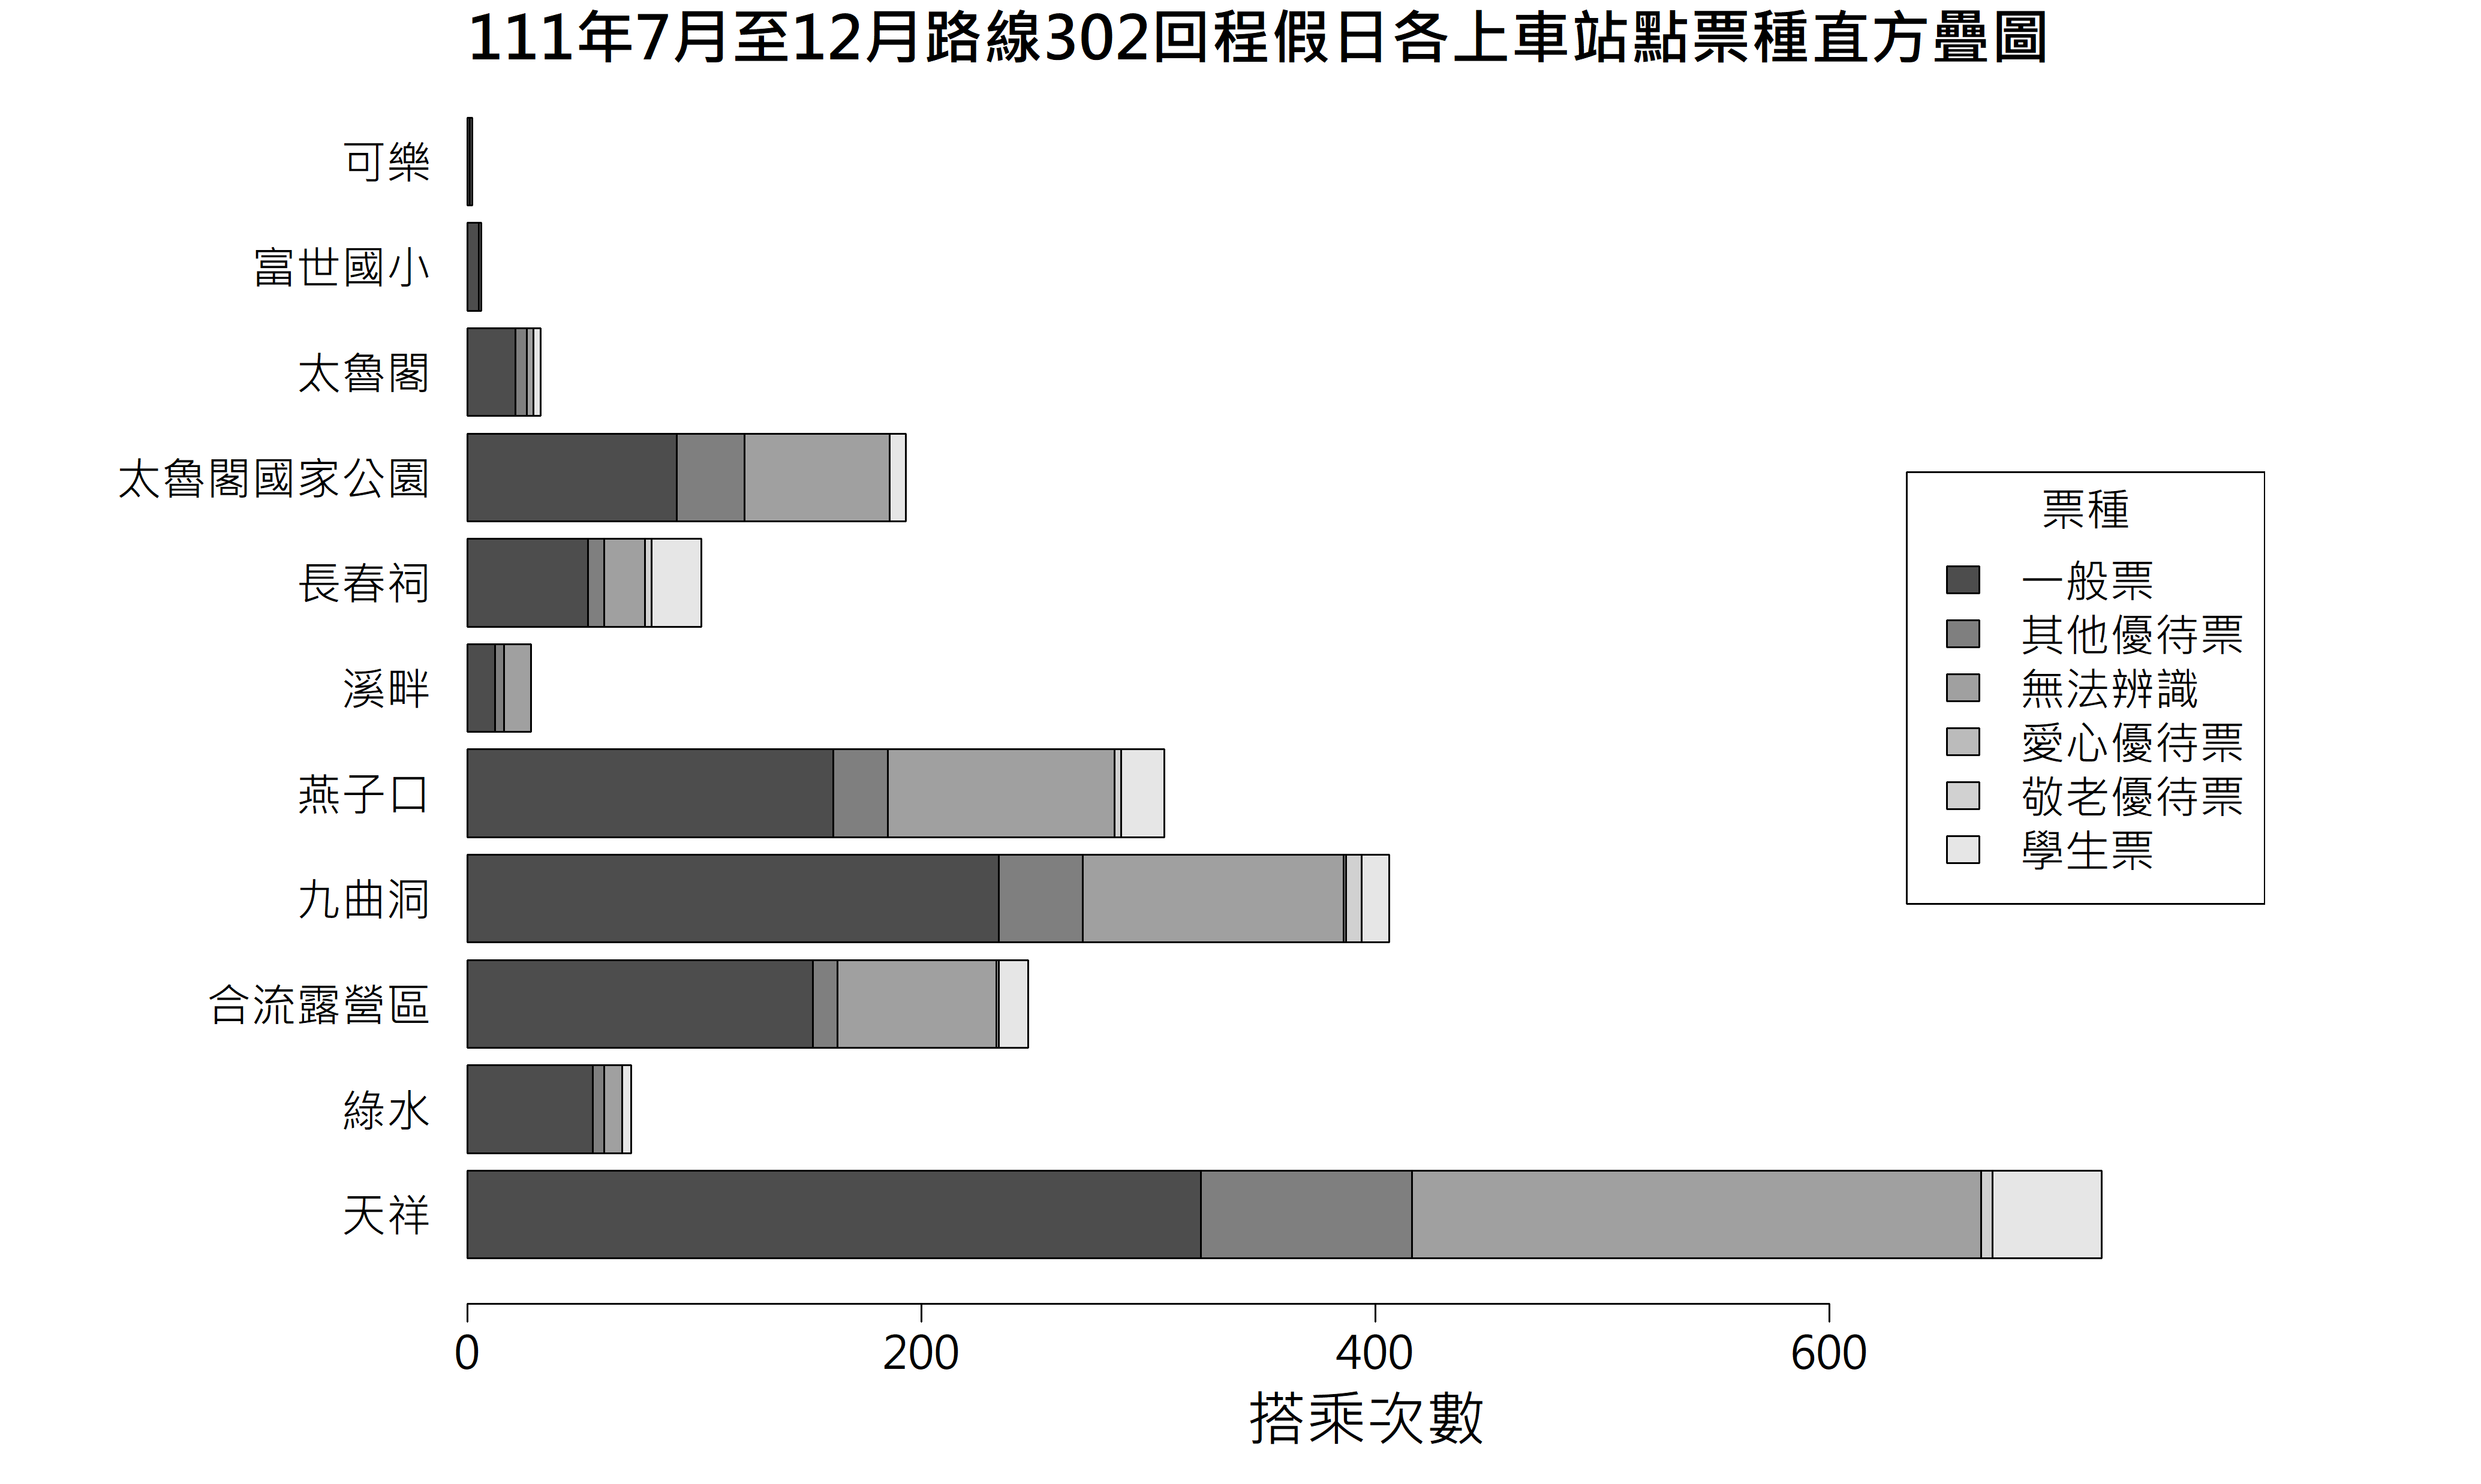 111年7月至12月路線302回程假日各上車站點票種直方疊圖
可樂
富世國小
太魯閣
太魯閣國家公園
長春祠
溪畔
燕子口
九曲洞
合流露營區
綠水
天祥
票種
一般票
其他優待票
無法辨識
愛心優待票
敬老優待票
學生票
0 200 400 600
搭乘次數